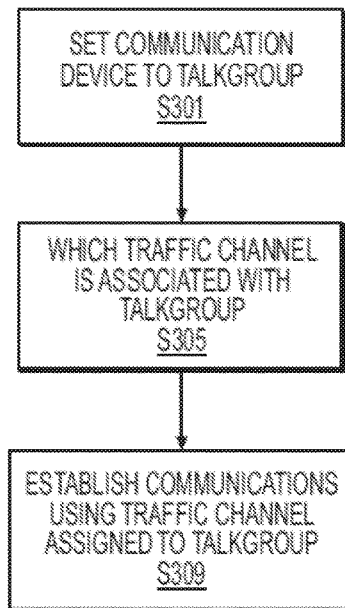 SET COMMUNICATION
DEVICE TO TALKGROUP
S301
WHICH TRAFFIC CHANNEL
IS ASSOCIATED WITH
TALKGROUP
S305
ESTABLISH COMMUNICATIONS
USING TRAFFIC CHANNEL
ASSIGNED TO TALKGROUP
S309